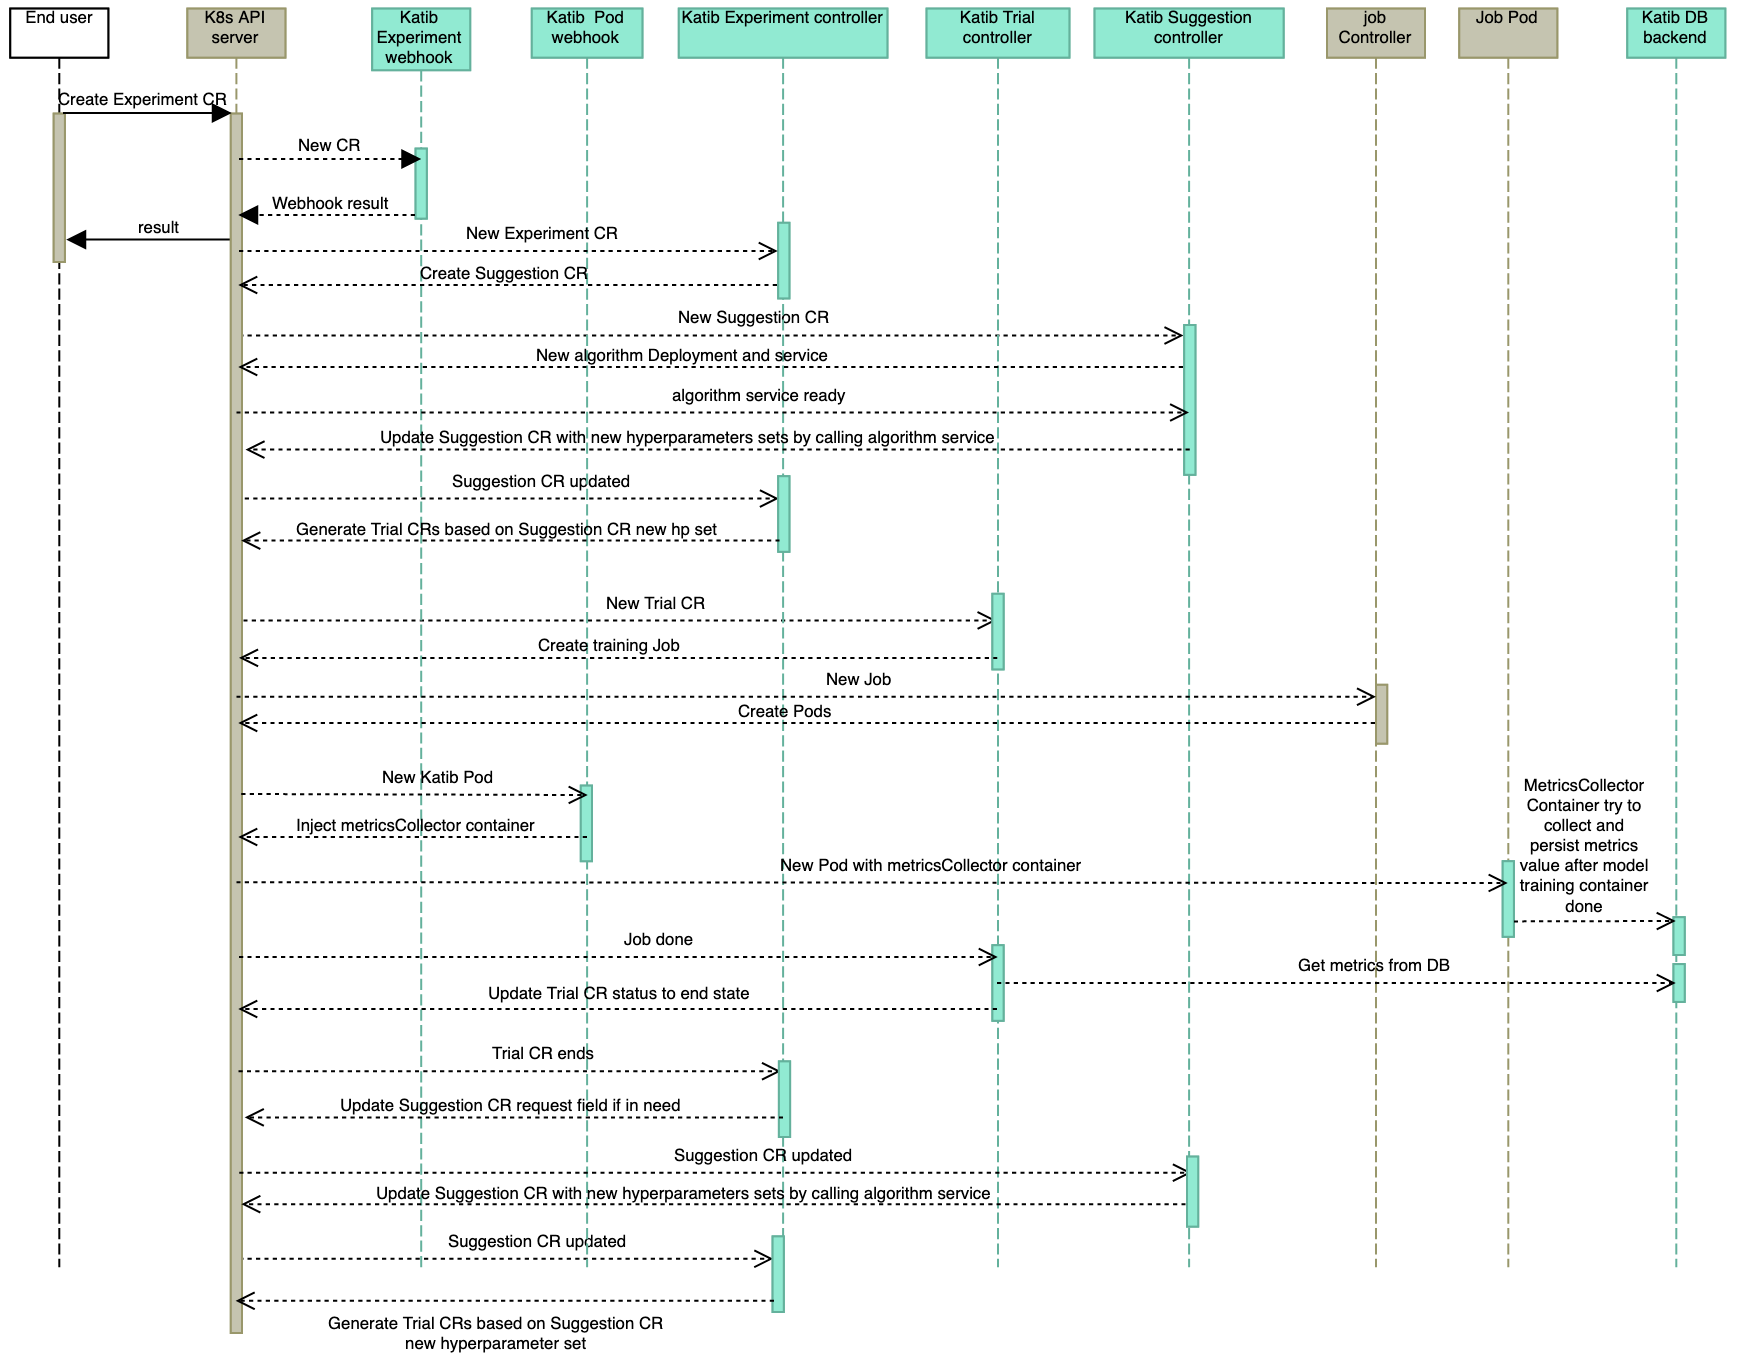 End user
K8s API
server
Katib
Experiment
webhook
Katib  Pod
webhook
Katib Experiment controller
Katib Trial
controller
Katib Suggestion
controller
job
Controller
Job Pod
Katib DB
backend
Create Experiment CR
New CR
Webhook result
result
New Experiment CR
Create Suggestion CR
New Suggestion CR
New algorithm Deployment and service
algorithm service ready
Update Suggestion CR with new hyperparameters sets by calling algorithm service
Suggestion CR updated
Generate Trial CRs based on Suggestion CR new hp set
New Trial CR
Create training Job
New Job
Create Pods
New Katib Pod
Inject metricsCollector container
MetricsCollector
Container try to
collect and
persist metrics
value after model
training container
done
New Pod with metricsCollector container
Job done
Get metrics from DB
Update Trial CR status to end state
Trial CR ends
Update Suggestion CR request field if in need
Suggestion CR updated
Update Suggestion CR with new hyperparameters sets by calling algorithm service
Suggestion CR updated
Generate Trial CRs based on Suggestion CR
new hyperparameter set